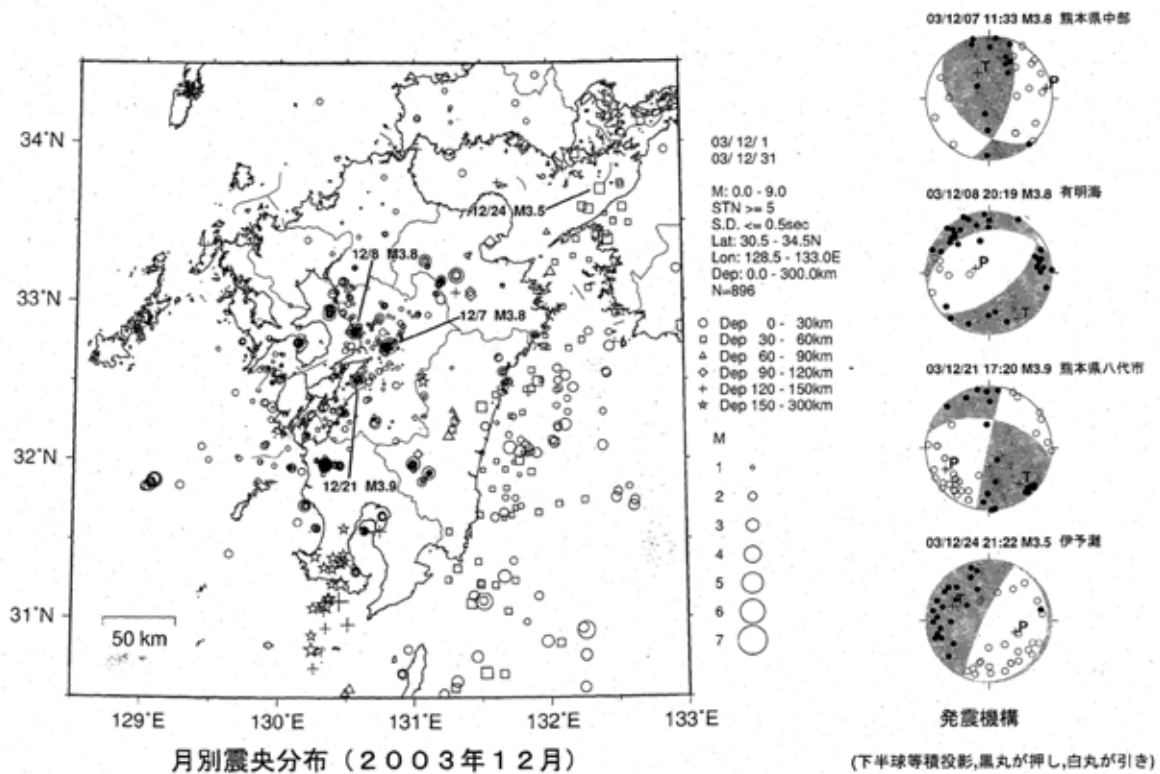 34°N
33°N
32°N
31°N
129°E
130°E
131°E
132°E
133°E
12/24 M3.5
12/8 M3.8
12/7 M3.8
12/21 M3.9
50 km
月別震央分布（２００３年１２月）
03/12/ 1
03/12/31
M: 0.0 - 9.0
STN >= 5
S.D. <= 0.5sec
Lat: 30.5 - 34.5N
Lon: 128.5 - 133.0E
Dep: 0.0 - 300.0km
N=896
Dep 0 - 30km
Dep 30 - 60km
Dep 60 - 90km
Dep 90 - 120km
Dep 120 - 150km
Dep 150 - 300km
M
1
2
3
4
5
6
7
03/12/07 11:33 M3.8 熊本県中部
T
P
03/12/08 20:19 M3.8 有明海
P
T
03/12/21 17:20 M3.9 熊本県八代市
P
T
03/12/24 21:22 M3.5 伊予灘
P
発震機構
(下半球等積投影,黒丸が押し,白丸が引き)